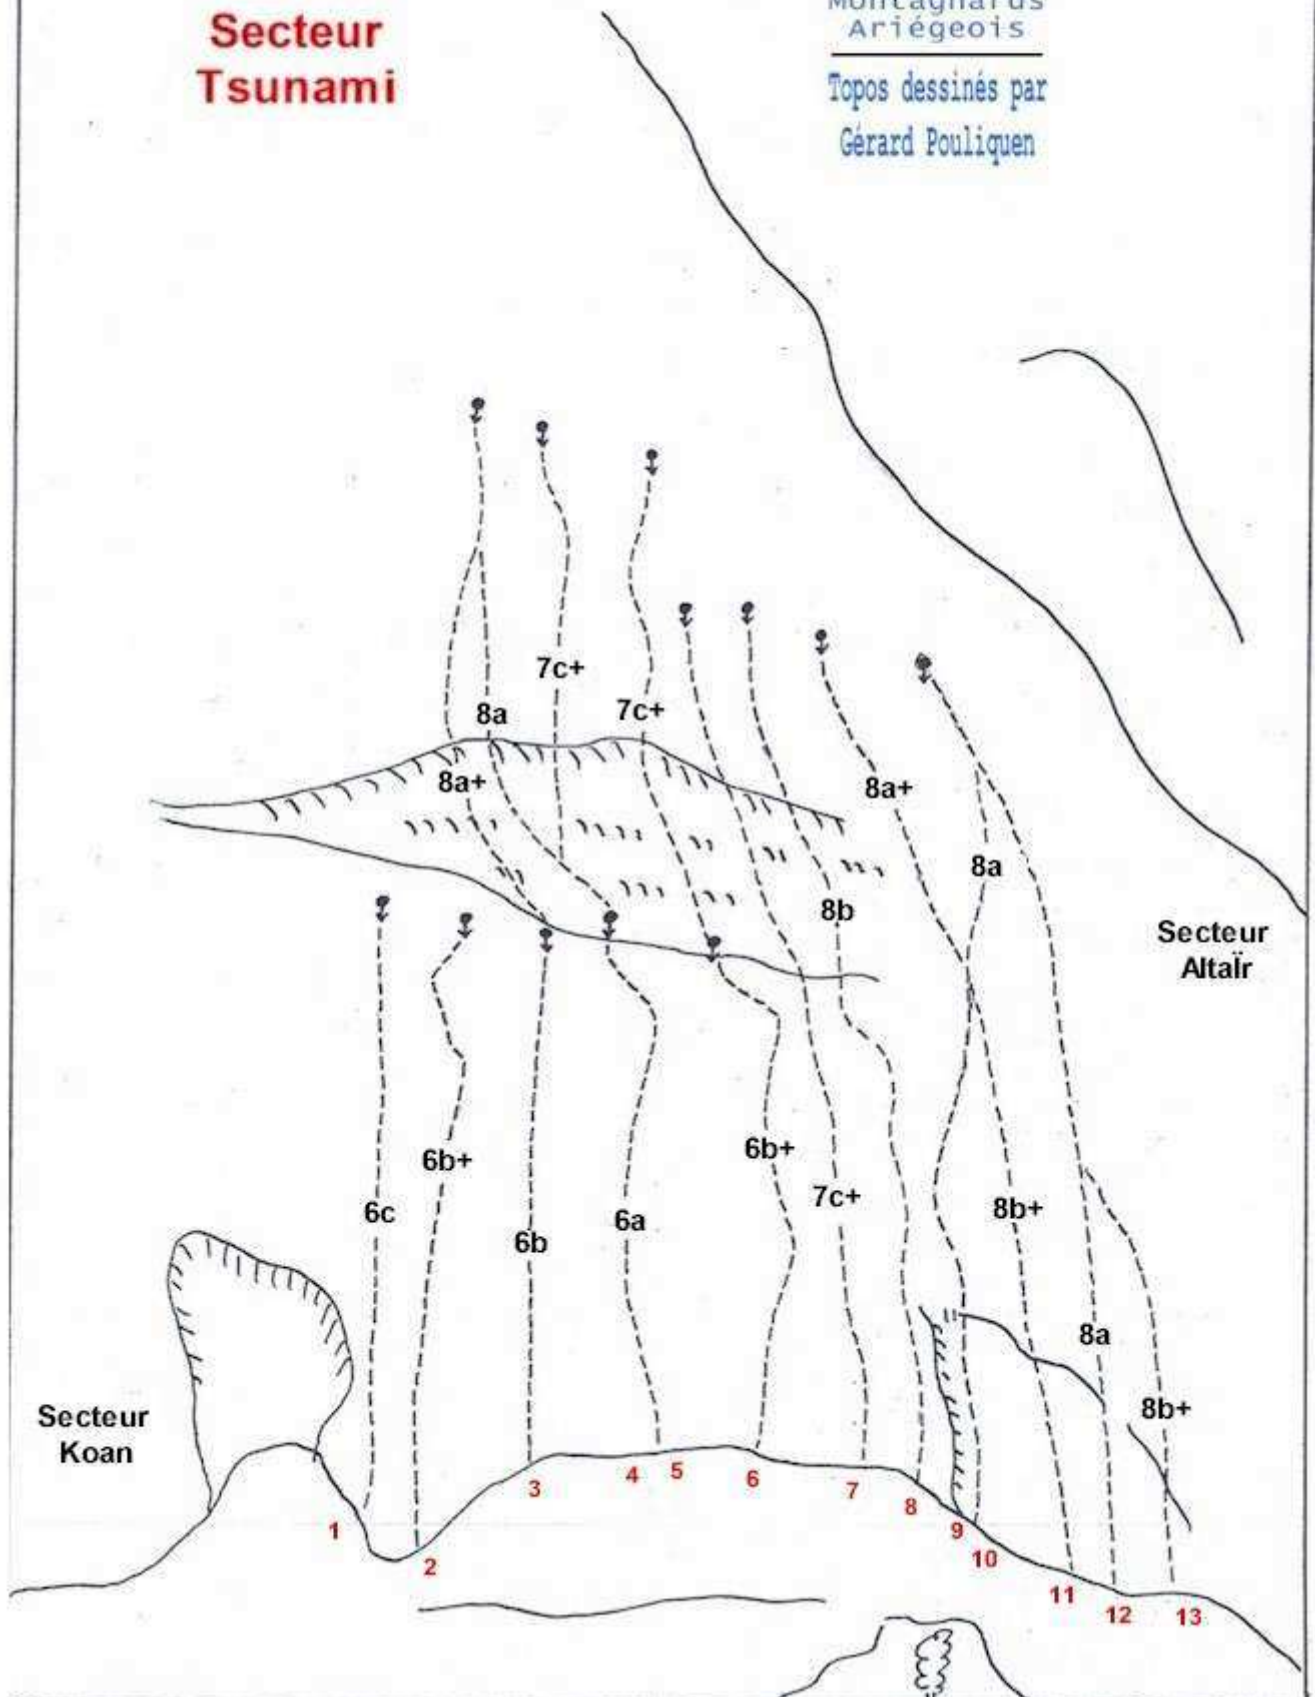 Secteur
Tsunami
Montagnards
Ariégeois
Topos dessinés par
Gérard Pouliquen
7c+
7c+
8a
8a+
8a+
8a
8b
Secteur
AltaÏr
6b+
6b+
7c+
6c
6a
8b+
6b
8a
8b+
Secteur
Koan
1
2
3
4
5
6
7
8
9
10
11
12
13